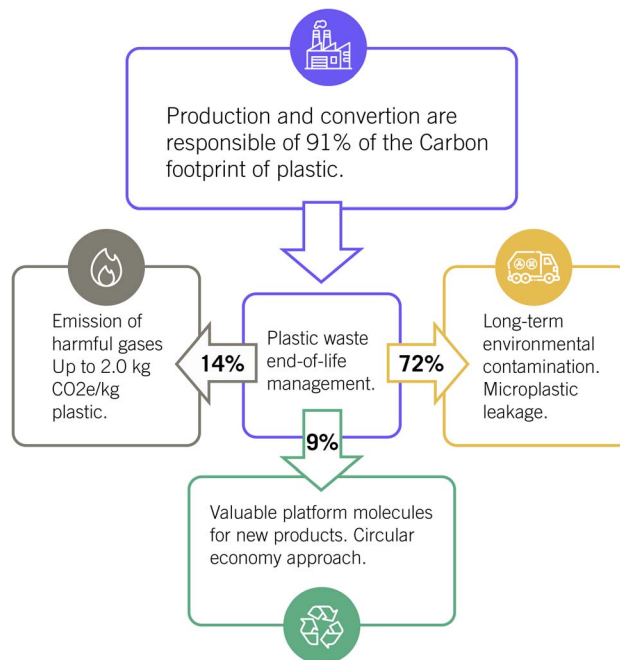 Production and convertion are
responsible of 91% of the Carbon
footprint of plastic.
Emission of
harmful gases
Up to 2.0 kg
CO2e/kg
plastic.
14%
Plastic waste
end-of-life
management.
72%
Long-term
environmental
contamination.
Microplastic
leakage.
9%
Valuable platform molecules
for new products. Circular
economy approach.